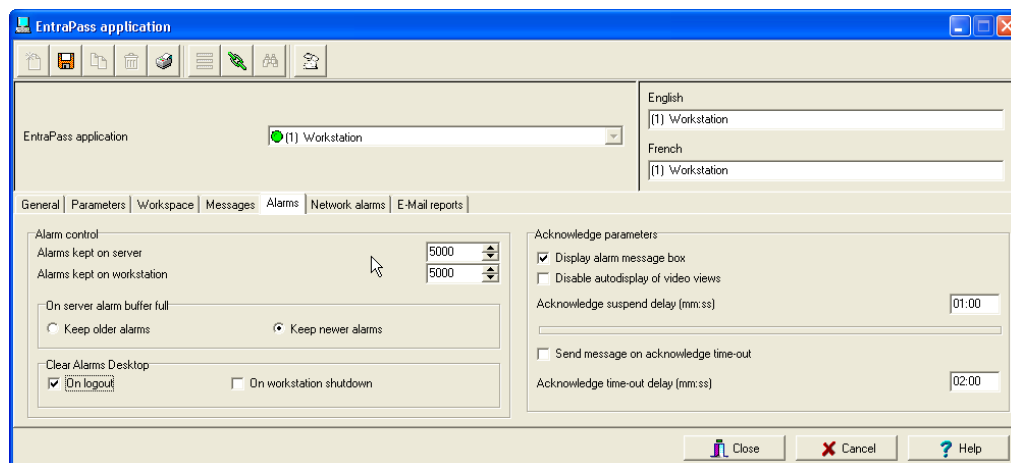 EntraPass application
English
(1) Workstation
EntraPass application
(1) Workstation
French
(1) Workstation
General Parameters Workspace Messages Alarms Network alarms E-Mail reports
Alarm control
Alarms kept on server 5000
Alarms kept on workstation 5000
On server alarm buffer full
Keep older alarms Keep newer alarms
Clear Alarms Desktop
On logout On workstation shutdown
Acknowledge parameters
Display alarm message box
Disable autodisplay of video views
Acknowledge suspend delay (mm:ss) 01:00
Send message on acknowledge time-out
Acknowledge time-out delay (mm:ss) 02:00
Close Cancel ? Help